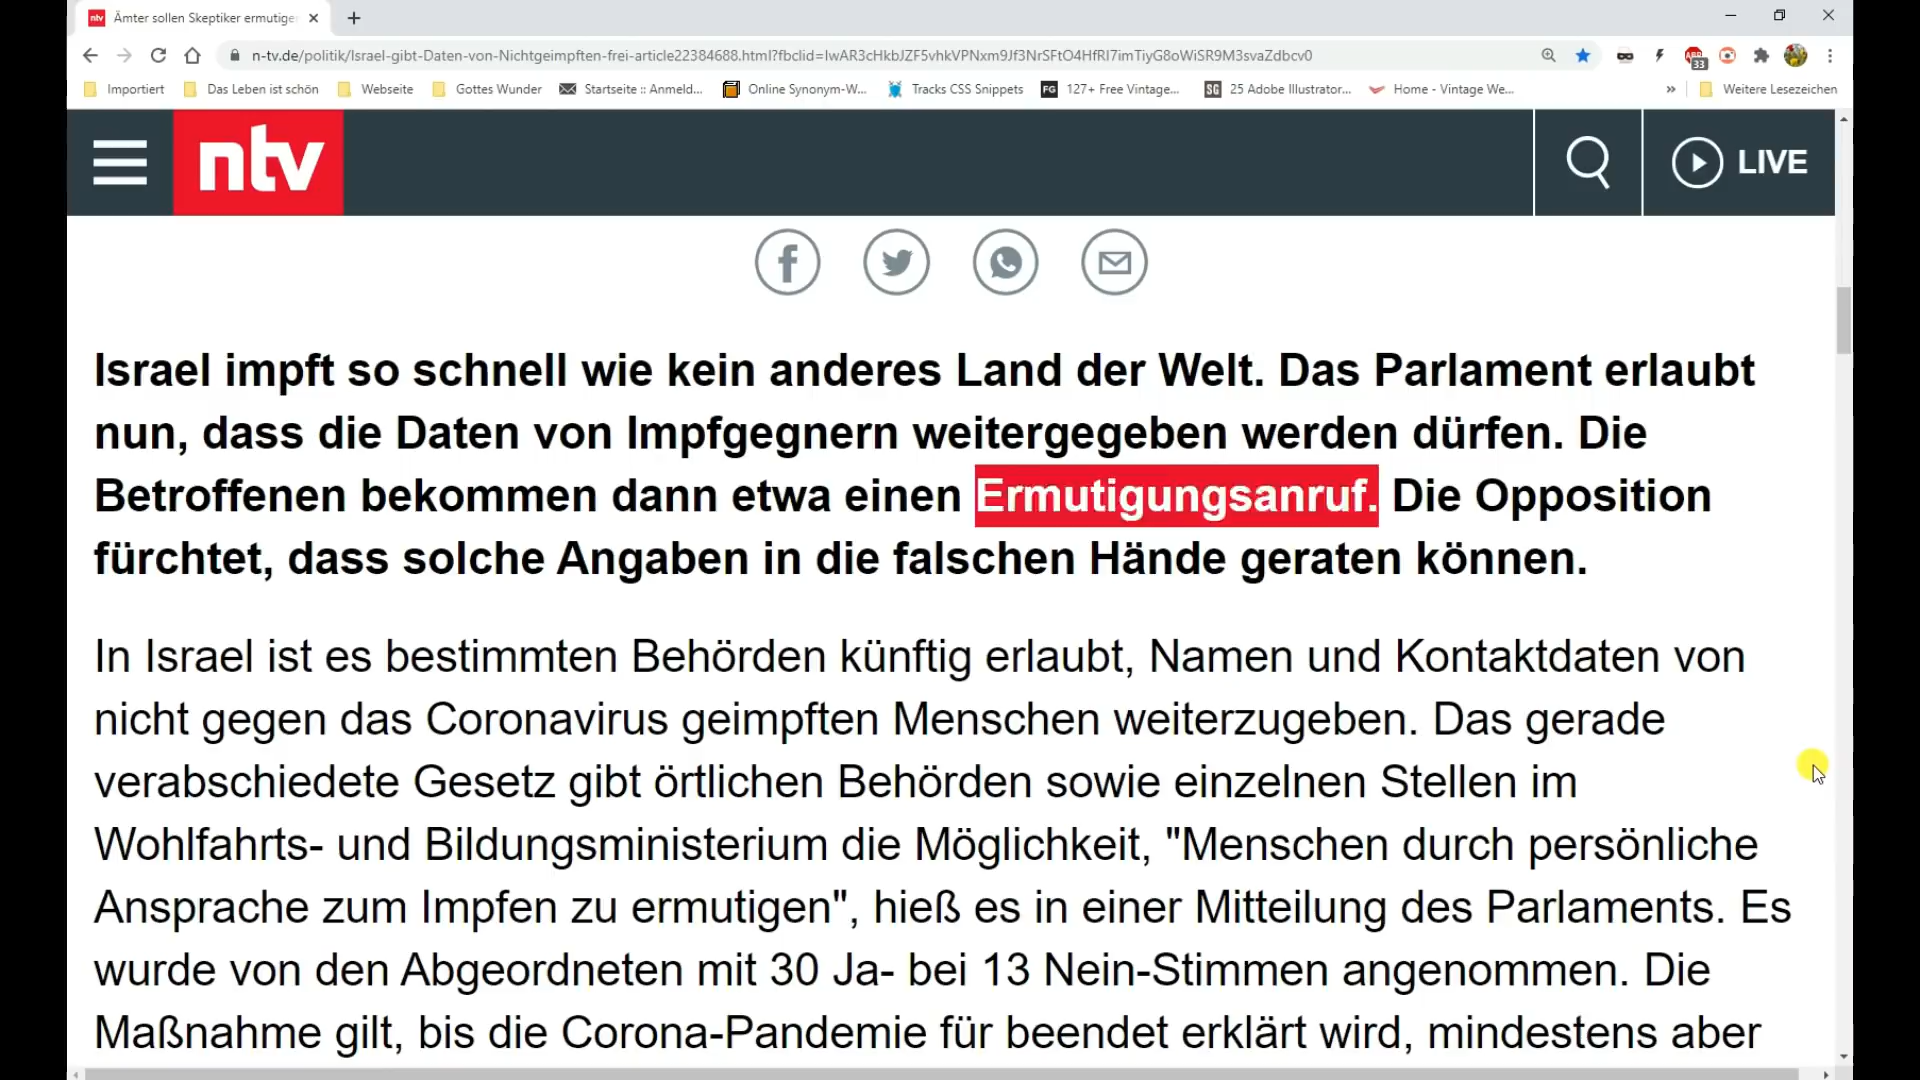 ntv Ämter sollen Skeptiker ermutige
n-tv.de/politik/Israel-gibt-Daten-von-Nichtgeimpften-frei-article22384688.html?fbclid=IwAR3cHkbJZF5vhkVPNxm9Jf3NrSFtO4HfRI7imTiyG8oWiSR9M3svaZdbcv0
33
Importiert Das Leben ist schön Webseite Gottes Wunder Startseite :: Anmeld... Online Synonym-W... Tracks CSS Snippets FG 127+ Free Vintage... SG 25 Adobe Illustrator... Home - Vintage We... » Weitere Lesezeichen
ntv LIVE
Israel impft so schnell wie kein anderes Land der Welt. Das Parlament erlaubt
nun, dass die Daten von Impfgegnern weitergegeben werden dürfen. Die
Betroffenen bekommen dann etwa einen Ermutigungsanruf. Die Opposition
fürchtet, dass solche Angaben in die falschen Hände geraten können.
In Israel ist es bestimmten Behörden künftig erlaubt, Namen und Kontaktdaten von
nicht gegen das Coronavirus geimpften Menschen weiterzugeben. Das gerade
verabschiedete Gesetz gibt örtlichen Behörden sowie einzelnen Stellen im
Wohlfahrts- und Bildungsministerium die Möglichkeit, "Menschen durch persönliche
Ansprache zum Impfen zu ermutigen", hieß es in einer Mitteilung des Parlaments. Es
wurde von den Abgeordneten mit 30 Ja- bei 13 Nein-Stimmen angenommen. Die
Maßnahme gilt, bis die Corona-Pandemie für beendet erklärt wird, mindestens aber